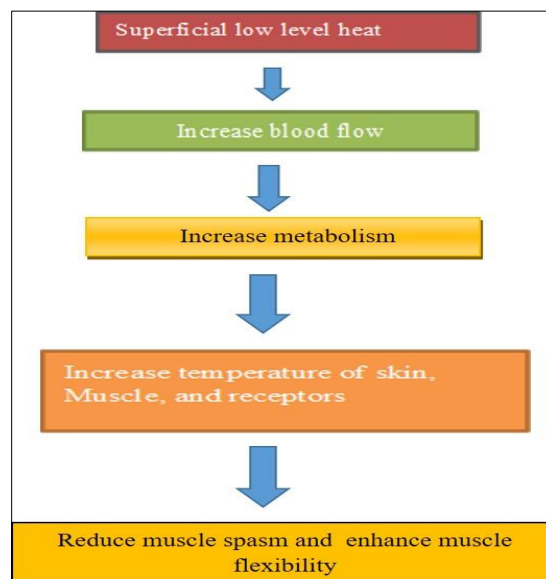 Superficial low level heat
Increase blood flow
Increase metabolism
Increase temperature of skin,
Muscle, and receptors
Reduce muscle spasm and enhance muscle
flexibility